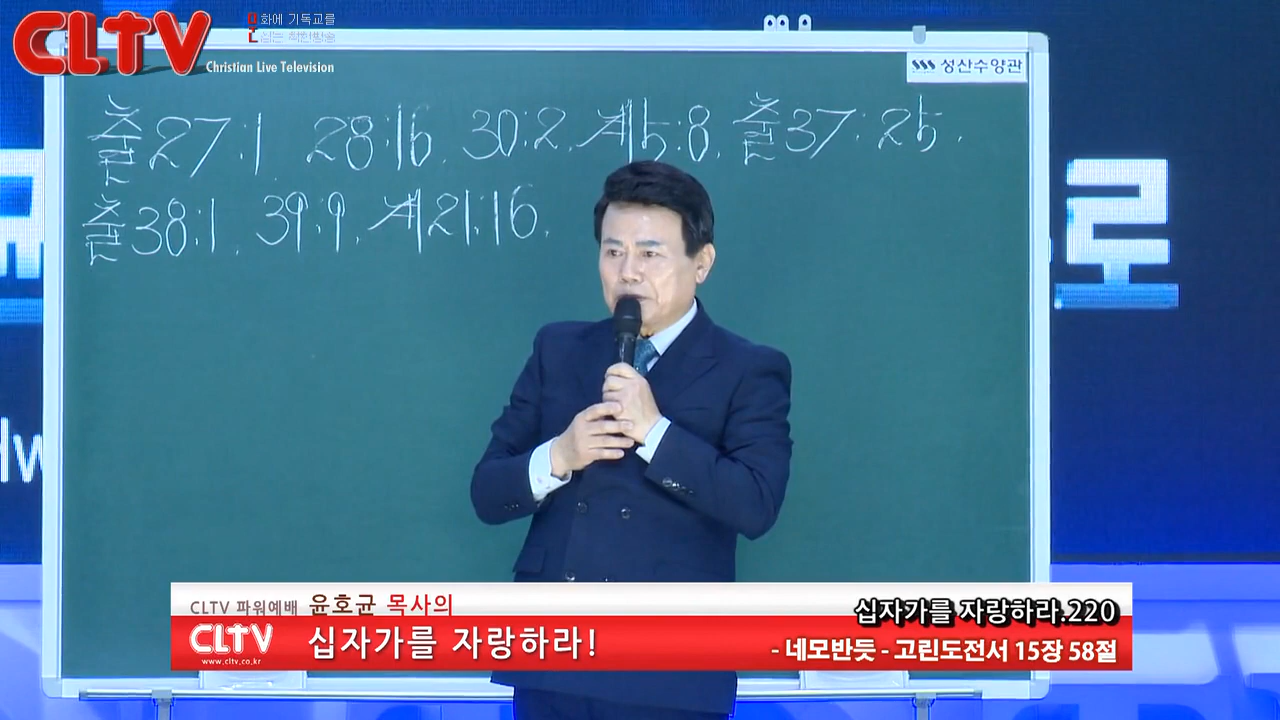 CLTV
화에 기독교를
Christian Live Television
성산수양관
출27:1. 28:16. 30:2. 계5:8. 출37:25.
출38:1. 39:9. 계21:16.
로
CLTV 파워예배 윤호균 목사의
십자가를 자랑하라.220
CLTV
www.cltv.co.kr
십자가를 자랑하라!
- 네모반듯 - 고린도전서 15장 58절